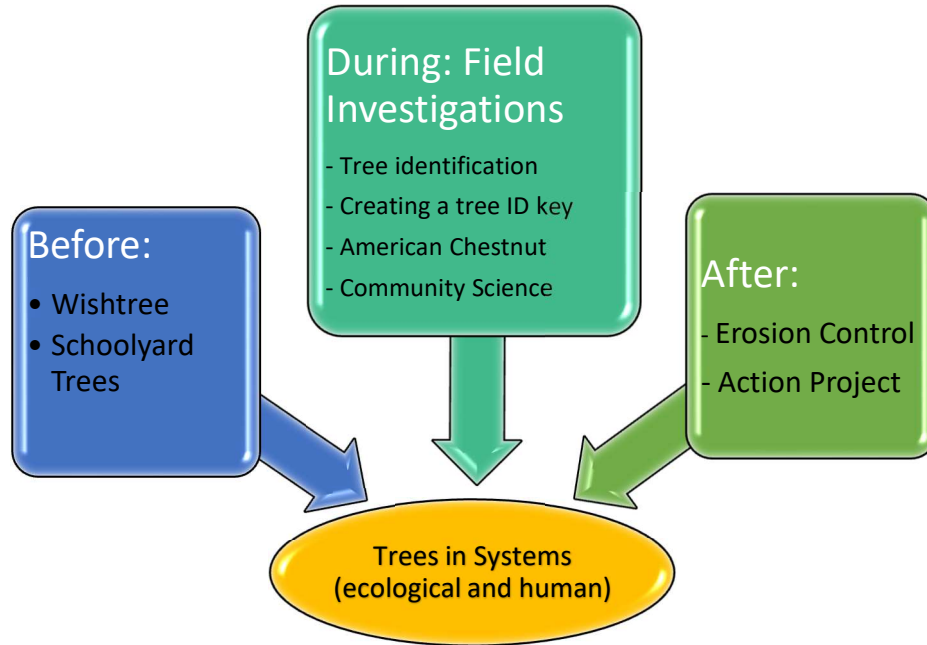 Before:
• Wishtree
• Schoolyard
Trees
During: Field
Investigations
- Tree identification
- Creating a tree ID key
- American Chestnut
- Community Science
After:
- Erosion Control
- Action Project
Trees in Systems
(ecological and human)